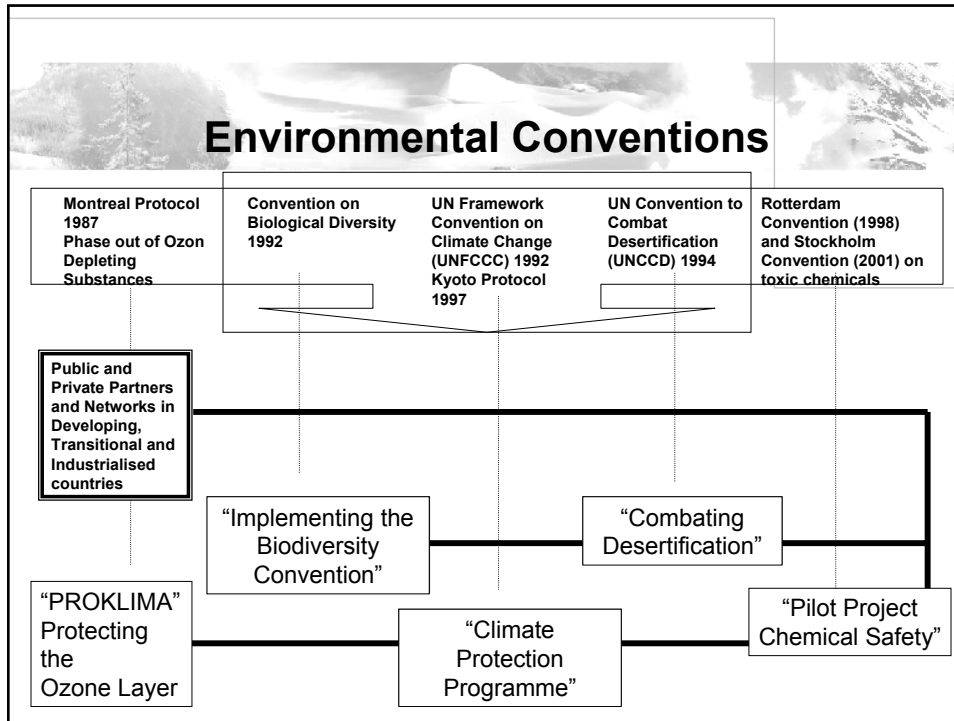 Environmental Conventions
Montreal Protocol
1987
Phase out of Ozon
Depleting
Substances
Convention on
Biological Diversity
1992
UN Framework
Convention on
Climate Change
(UNFCCC) 1992
Kyoto Protocol
1997
UN Convention to
Combat
Desertification
(UNCCD) 1994
Rotterdam
Convention (1998)
and Stockholm
Convention (2001) on
toxic chemicals
Public and
Private Partners
and Networks in
Developing,
Transitional and
Industrialised
countries
“Implementing the
Biodiversity
Convention”
“Combating
Desertification”
“PROKLIMA”
Protecting
the
Ozone Layer
“Climate
Protection
Programme”
“Pilot Project
Chemical Safety”